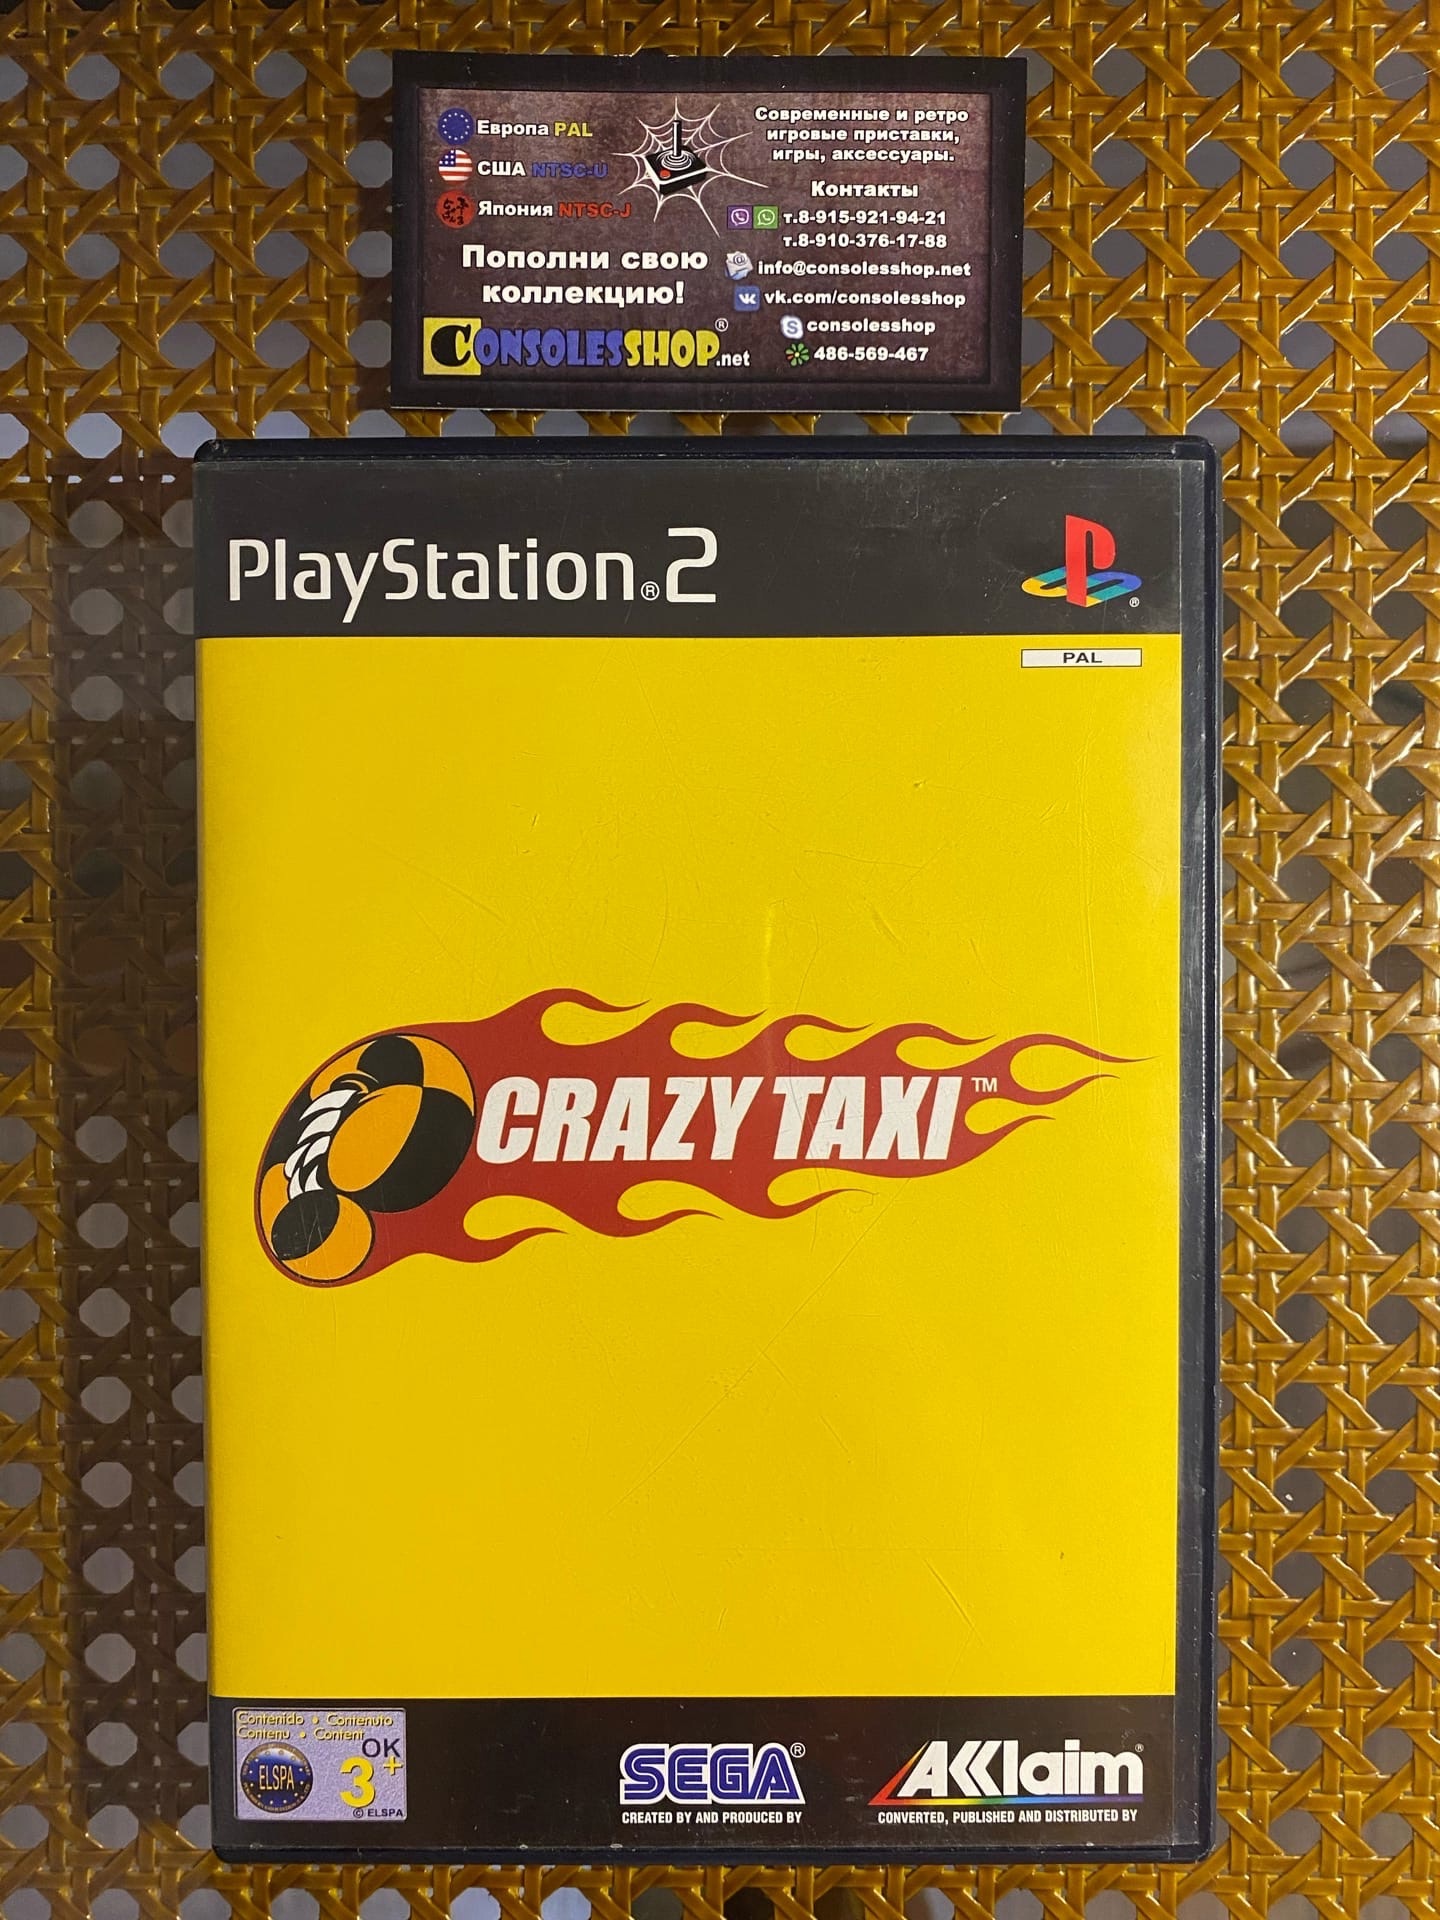 Европа PAL
США NTSC-U
Япония NTSC-J
Пополни свою
коллекцию!
CONSOLESSHOP®.net
Современные и ретро
игровые приставки,
игры, аксессуары.
Контакты
т.8-915-921-94-21
т.8-910-376-17-88
info@consolesshop.net
vk.com/consolesshop
consolesshop
486-569-467
PlayStation®2
PAL
CRAZY TAXI™
Contenido • Contenuto
Contenu • Content
OK
ELSPA
3+
© ELSPA
SEGA®
CREATED BY AND PRODUCED BY
AKKlaim®
CONVERTED, PUBLISHED AND DISTRIBUTED BY